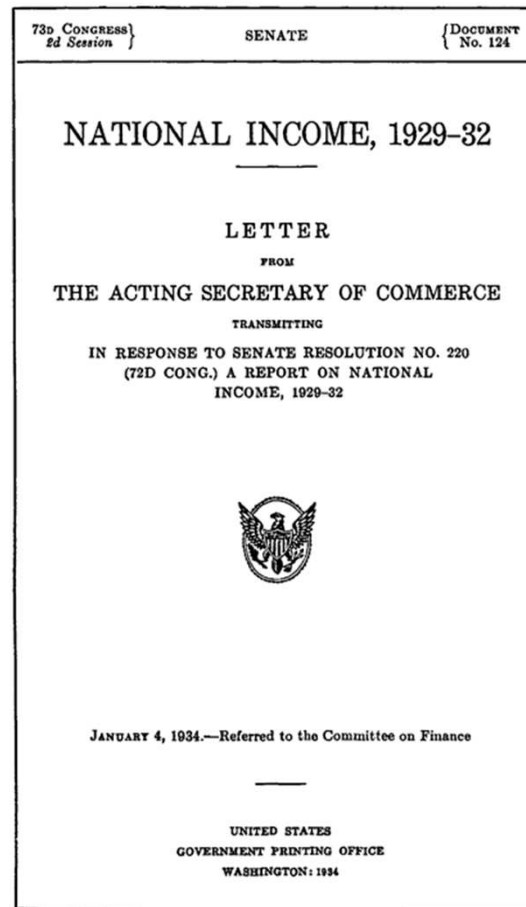 73D CONGRESS} SENATE {DOCUMENT
2d Session } { No. 124
NATIONAL INCOME, 1929–32
LETTER
FROM
THE ACTING SECRETARY OF COMMERCE
TRANSMITTING
IN RESPONSE TO SENATE RESOLUTION NO. 220
(72D CONG.) A REPORT ON NATIONAL
INCOME, 1929–32
JANUARY 4, 1934.—Referred to the Committee on Finance
UNITED STATES
GOVERNMENT PRINTING OFFICE
WASHINGTON: 1934